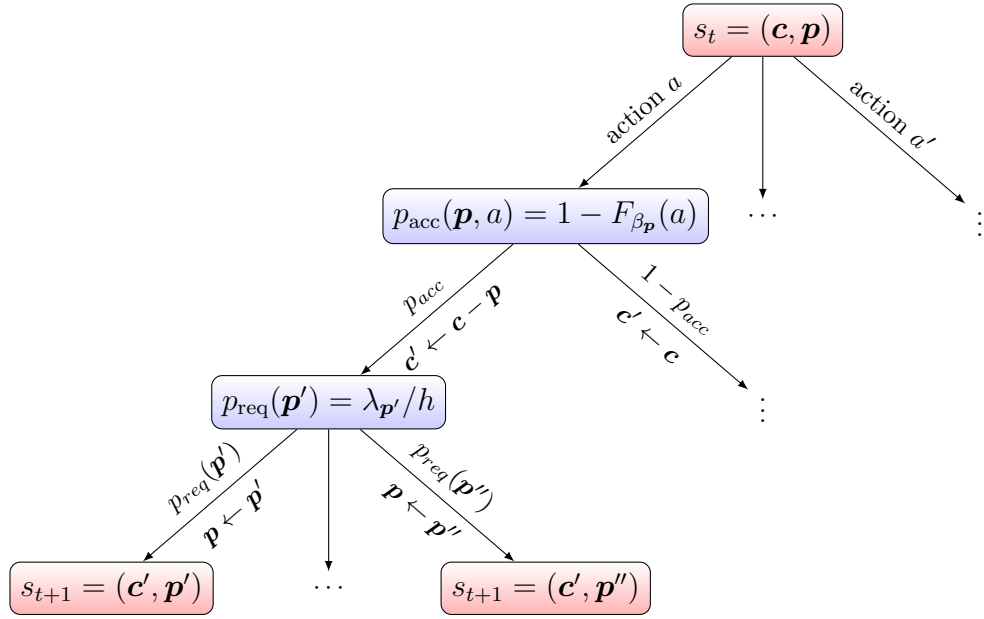 s_t = (c, p)
action a
action a′
p_acc(p, a) = 1 − F_{β_p}(a)
⋯
⋮
p_acc
c′ ← c − p
1 − p_acc
c′ ← c
p_req(p′) = λ_{p′}/h
⋮
p_req(p′)
p ← p′
p_req(p′′)
p ← p′′
s_{t+1} = (c′, p′)
⋯
s_{t+1} = (c′, p′′)